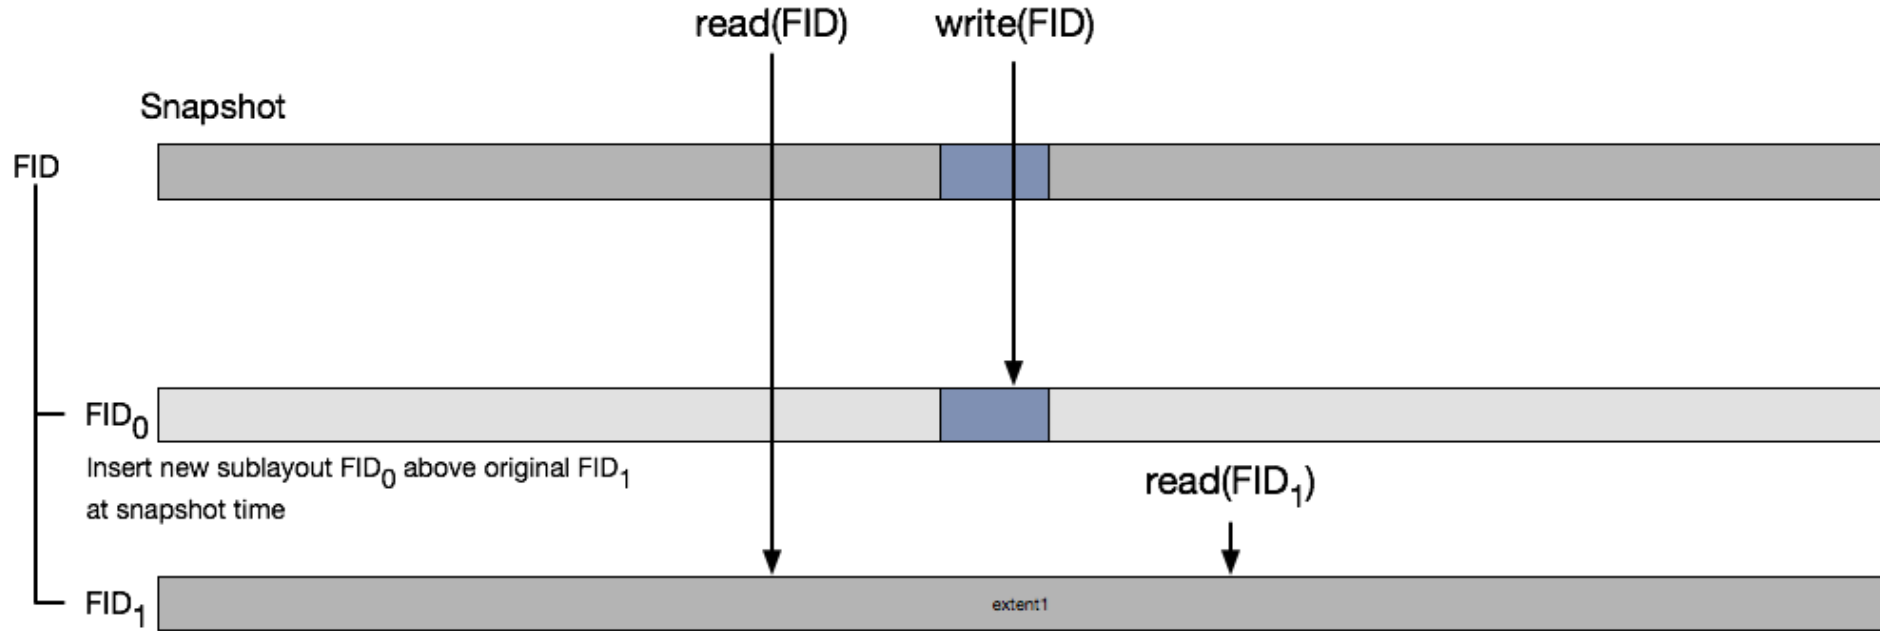 read(FID) write(FID)
Snapshot
FID
FID0
Insert new sublayout FID0 above original FID1
at snapshot time
read(FID1)
FID1
extent1